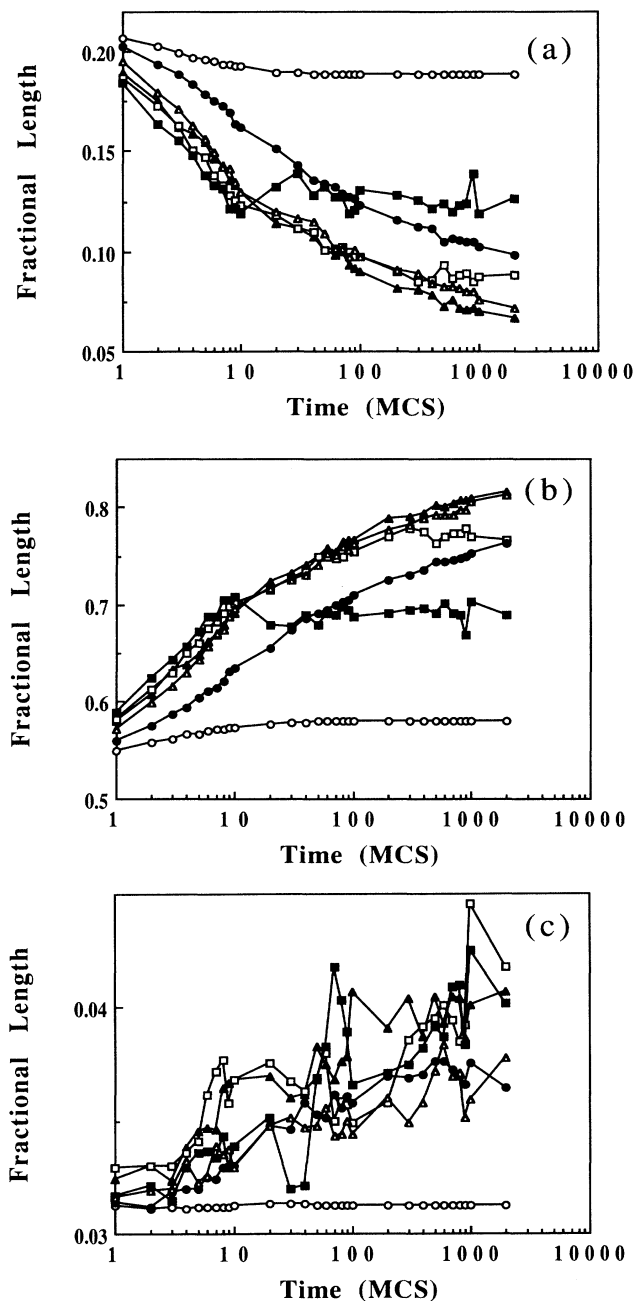 (a)
0.20
0.15
0.10
0.05
Fractional Length
1 10 100 1000 10000
Time (MCS)
(b)
0.8
0.7
0.6
0.5
Fractional Length
1 10 100 1000 10000
Time (MCS)
(c)
0.04
0.03
Fractional Length
1 10 100 1000 10000
Time (MCS)